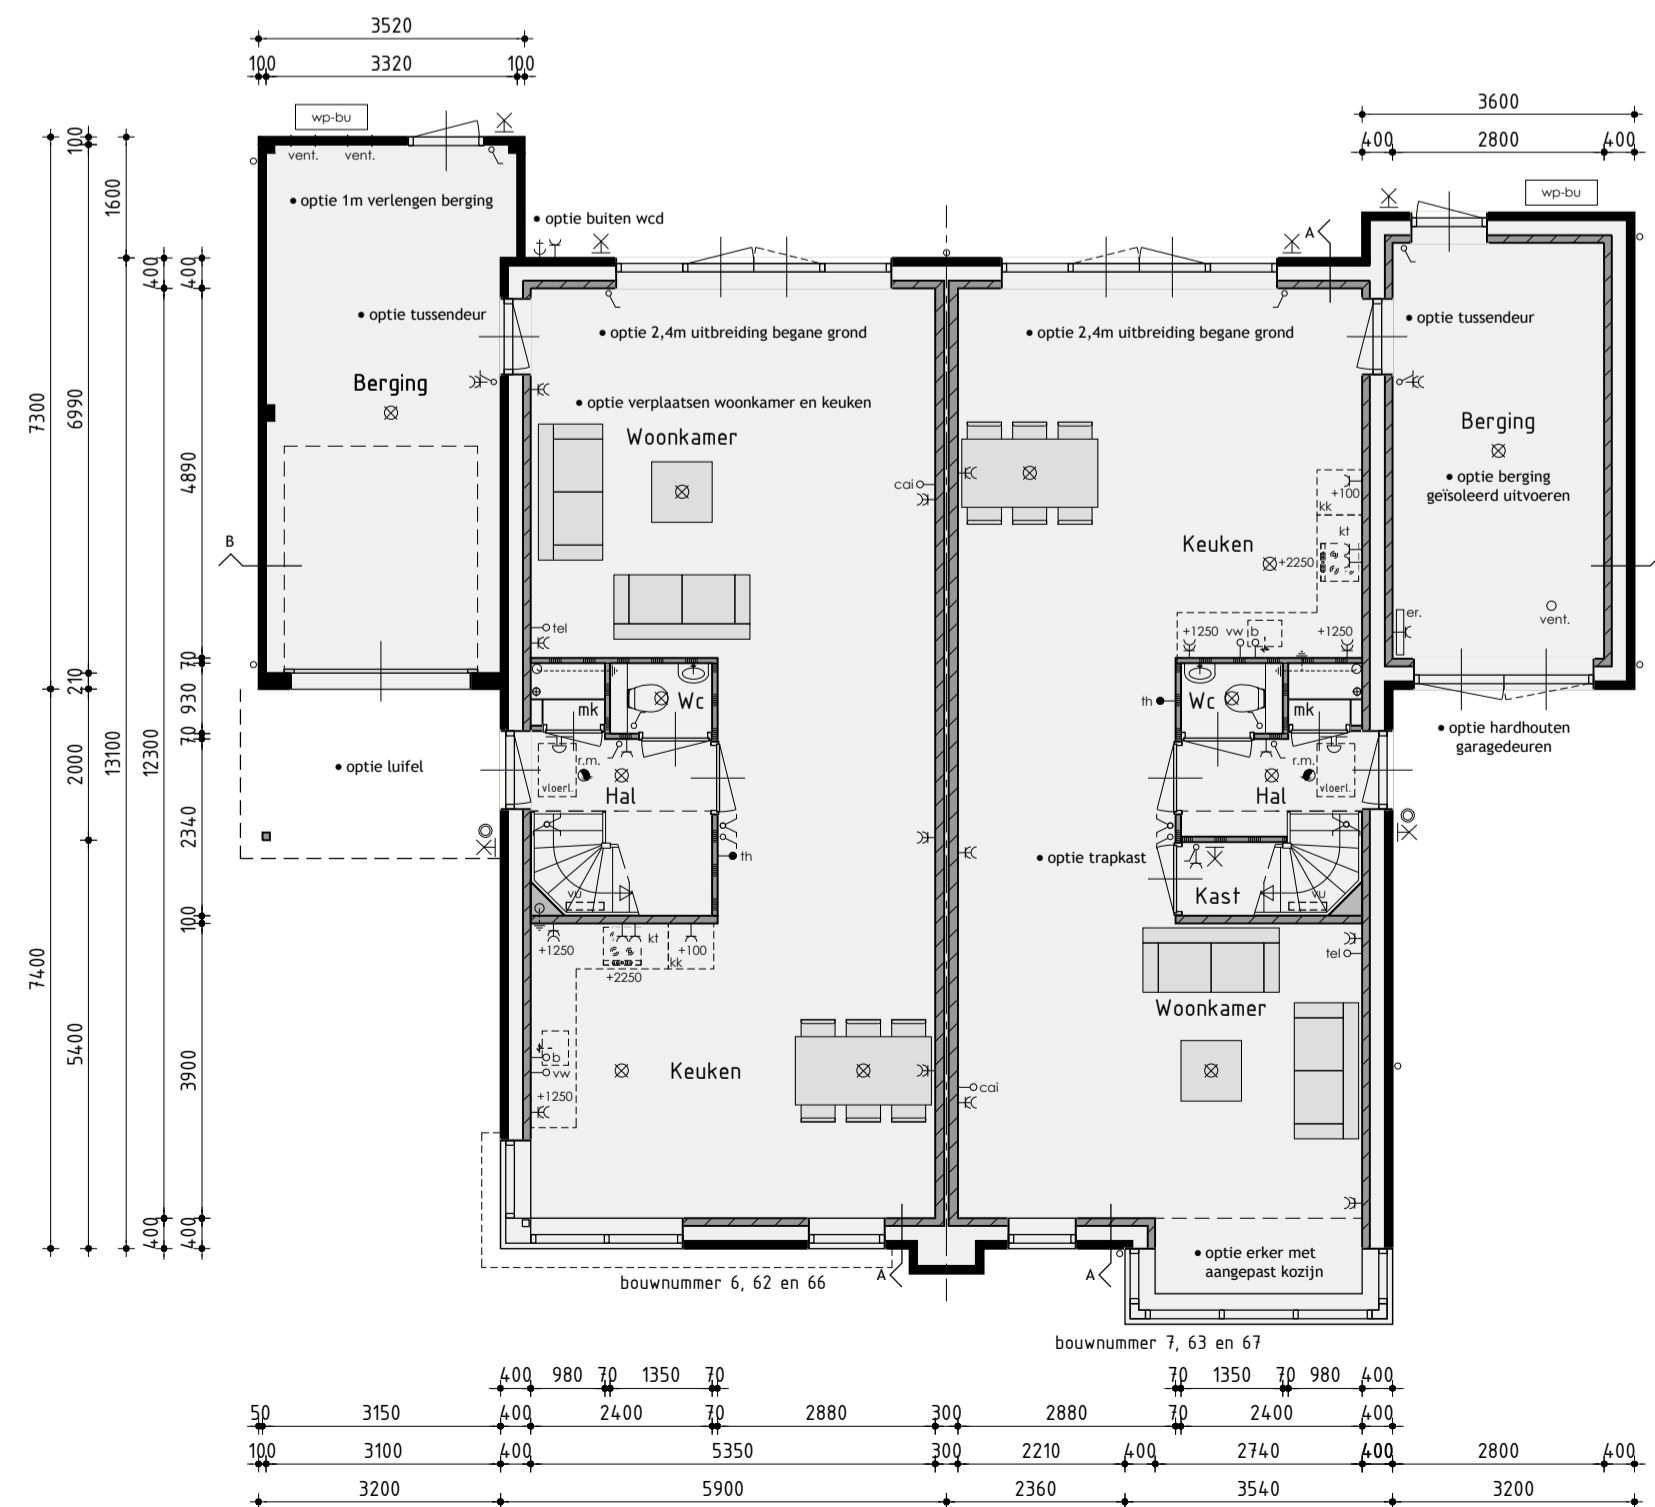 3520
100 3320 100
3600
400 2800 400
wp-bu
wp-bu
vent. vent.
• optie 1m verlengen berging
• optie buiten wcd
A
• optie tussendeur
• optie 2,4m uitbreiding begane grond
• optie 2,4m uitbreiding begane grond
• optie tussendeur
Berging
• optie verplaatsen woonkamer en keuken
Woonkamer
Berging
cai
• optie berging
geïsoleerd uitvoeren
+100
kk
kt
Keuken
+2250
B
er.
vent.
tel
+1250 vw b +1250
Wc
mk
th
Wc
mk
• optie hardhouten
garagedeuren
• optie luifel
r.m.
vloerl.
Hal
r.m.
vloerl.
Hal
th
• optie trapkast
vu
Kast
vu
+1250
kt
+100
kk
+2250
tel
Woonkamer
b
vw
+1250
Keuken
cai
A
A
• optie erker met
aangepast kozijn
bouwnummer 6, 62 en 66
bouwnummer 7, 63 en 67
7300
7400
100
6990
210
2000
5400
1600
13100
400
12300
400
400
4890
70
930
70
2340
100
3900
400
400 980 70 1350 70
70 1350 70 980 400
50 3150 400 2400 70 2880 300 2880 70 2400 400
100 3100 400 5350 300 2210 400 2740 400 2800 400
3200 5900 2360 3540 3200